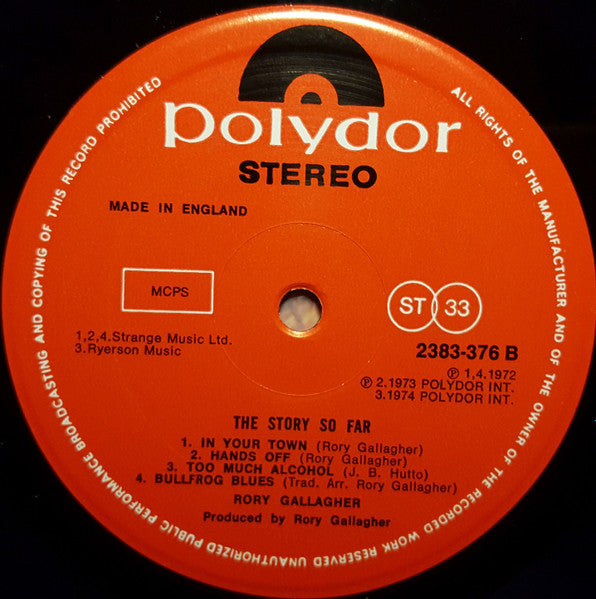 polydor
STEREO
MADE IN ENGLAND
MCPS
ST 33
1,2,4.Strange Music Ltd.
3.Ryerson Music
2383-376 B
℗ 1,4.1972
℗ 2.1973 POLYDOR INT.
3.1974 POLYDOR INT.
THE STORY SO FAR
1. IN YOUR TOWN (Rory Gallagher)
2. HANDS OFF (Rory Gallagher)
3. TOO MUCH ALCOHOL (J. B. Hutto)
4. BULLFROG BLUES (Trad. Arr. Rory Gallagher)
RORY GALLAGHER
Produced by Rory Gallagher
ALL RIGHTS OF THE MANUFACTURER AND OF THE OWNER OF THE RECORDED WORK RESERVED UNAUTHORIZED PUBLIC PERFORMANCE BROADCASTING AND COPYING OF THIS RECORD PROHIBITED